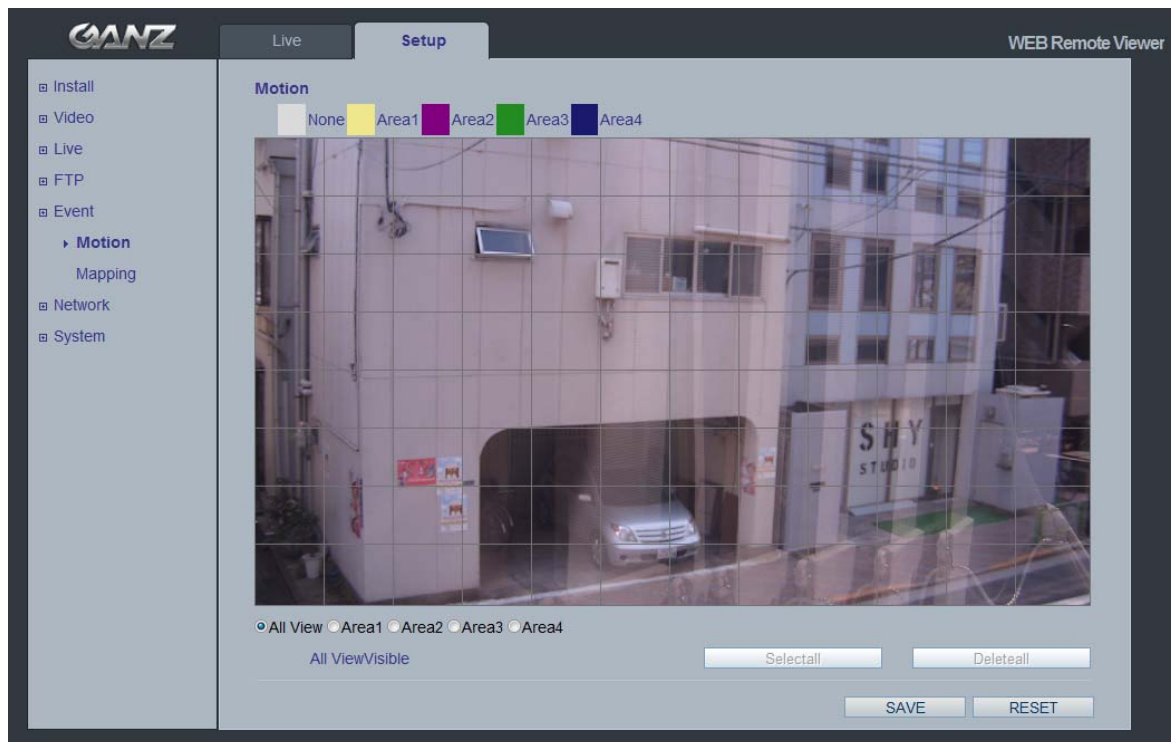 GANZ
Live Setup
WEB Remote Viewer
Install
Video
Live
FTP
Event
Motion
Mapping
Network
System
Motion
None Area1 Area2 Area3 Area4
SHY
STUDIO
All View Area1 Area2 Area3 Area4
All ViewVisible
Selectall Deleteall
SAVE RESET